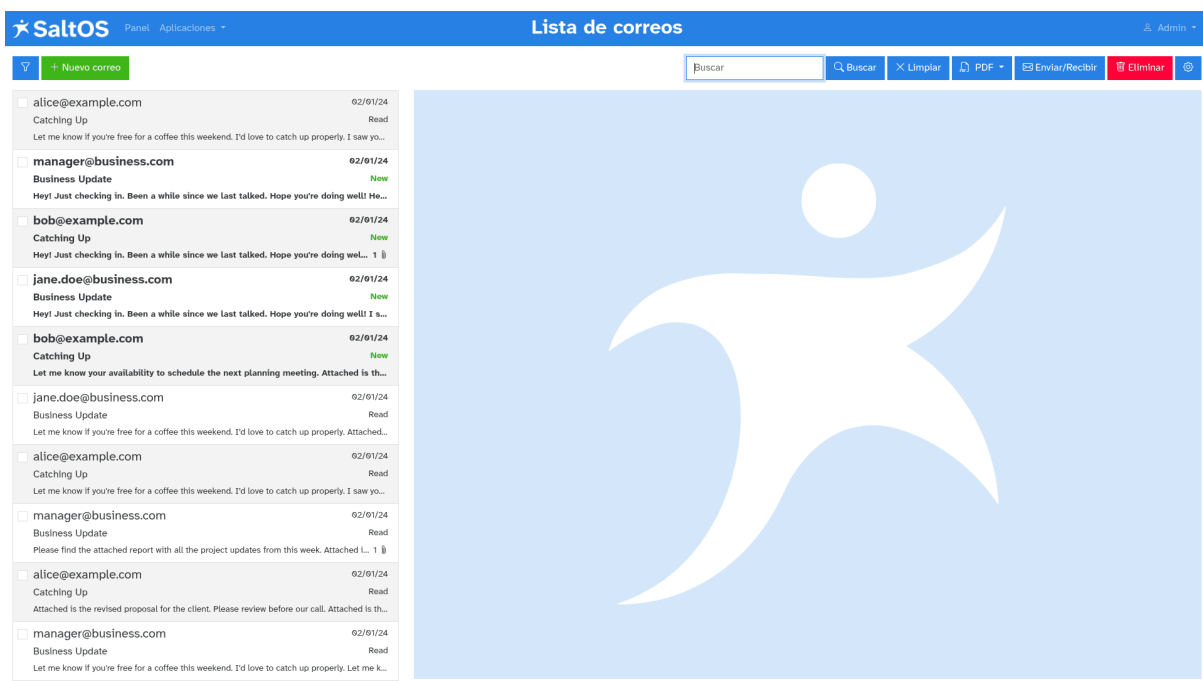 SaltOS Panel Aplicaciones Lista de correos Admin
+ Nuevo correo Buscar Buscar Limpiar PDF Enviar/Recibir Eliminar
alice@example.com 02/01/24
Catching Up Read
Let me know if you're free for a coffee this weekend. I'd love to catch up properly. I saw yo...
manager@business.com 02/01/24
Business Update New
Hey! Just checking in. Been a while since we last talked. Hope you're doing well! He...
bob@example.com 02/01/24
Catching Up New
Hey! Just checking in. Been a while since we last talked. Hope you're doing wel... 1
jane.doe@business.com 02/01/24
Business Update New
Hey! Just checking in. Been a while since we last talked. Hope you're doing well! I s...
bob@example.com 02/01/24
Catching Up New
Let me know your availability to schedule the next planning meeting. Attached is th...
jane.doe@business.com 02/01/24
Business Update Read
Let me know if you're free for a coffee this weekend. I'd love to catch up properly. Attached...
alice@example.com 02/01/24
Catching Up Read
Let me know if you're free for a coffee this weekend. I'd love to catch up properly. I saw yo...
manager@business.com 02/01/24
Business Update Read
Please find the attached report with all the project updates from this week. Attached i... 1
alice@example.com 02/01/24
Catching Up Read
Attached is the revised proposal for the client. Please review before our call. Attached is th...
manager@business.com 02/01/24
Business Update Read
Let me know if you're free for a coffee this weekend. I'd love to catch up properly. Let me k...